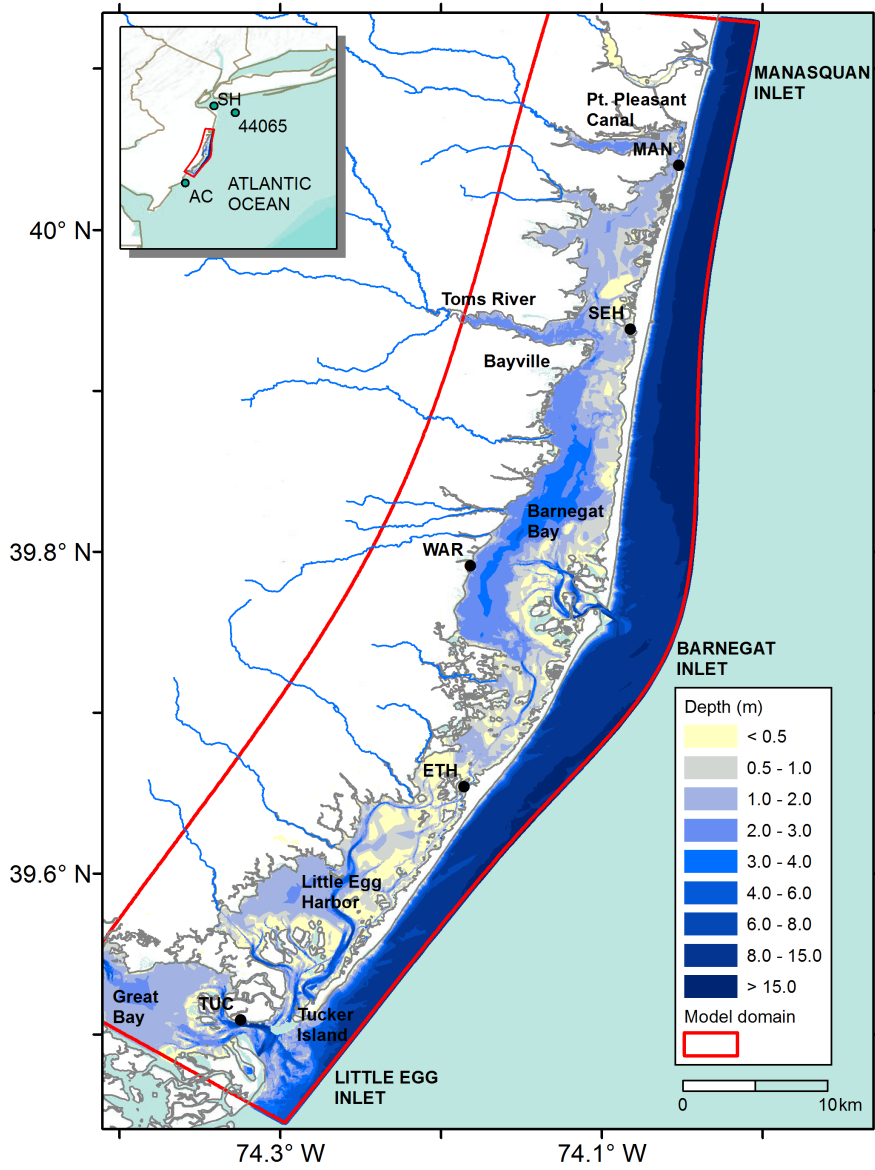 SH
44065
AC
ATLANTIC
OCEAN
MANASQUAN
INLET
Pt. Pleasant
Canal
MAN
40° N
Toms River
SEH
Bayville
Barnegat
Bay
39.8° N
WAR
BARNEGAT
INLET
Depth (m)
< 0.5
0.5 - 1.0
1.0 - 2.0
2.0 - 3.0
3.0 - 4.0
4.0 - 6.0
6.0 - 8.0
8.0 - 15.0
> 15.0
Model domain
0 10km
ETH
39.6° N
Little Egg
Harbor
Great
Bay
TUC
Tucker
Island
LITTLE EGG
INLET
74.3° W
74.1° W